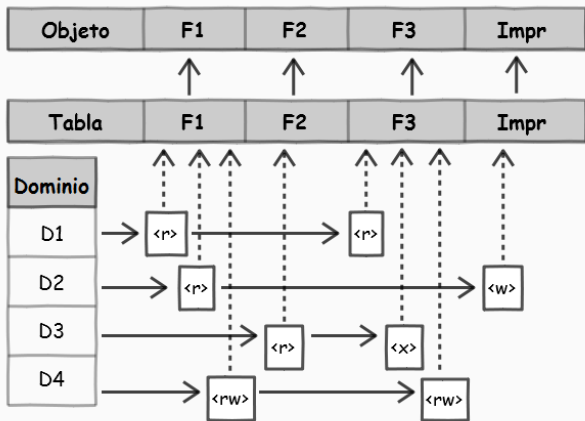 Objeto F1 F2 F3 Impr
Tabla F1 F2 F3 Impr
Dominio
D1 <r> <r>
D2 <r> <w>
D3 <r> <x>
D4 <rw> <rw>